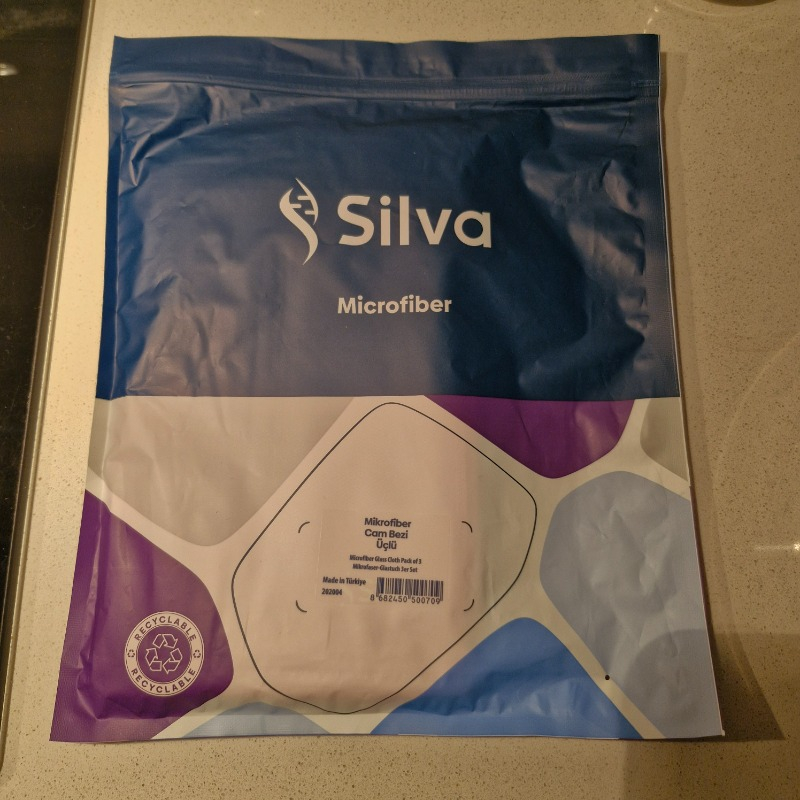 Silva
Microfiber
Mikrofiber
Cam Bezi
Üçlü
Microfiber Glass Cloth Pack of 3
Mikrofaser-Glastuch 3er Set
Made in Türkiye
202004
8 682450 500709
RECYCLABLE
RECYCLABLE